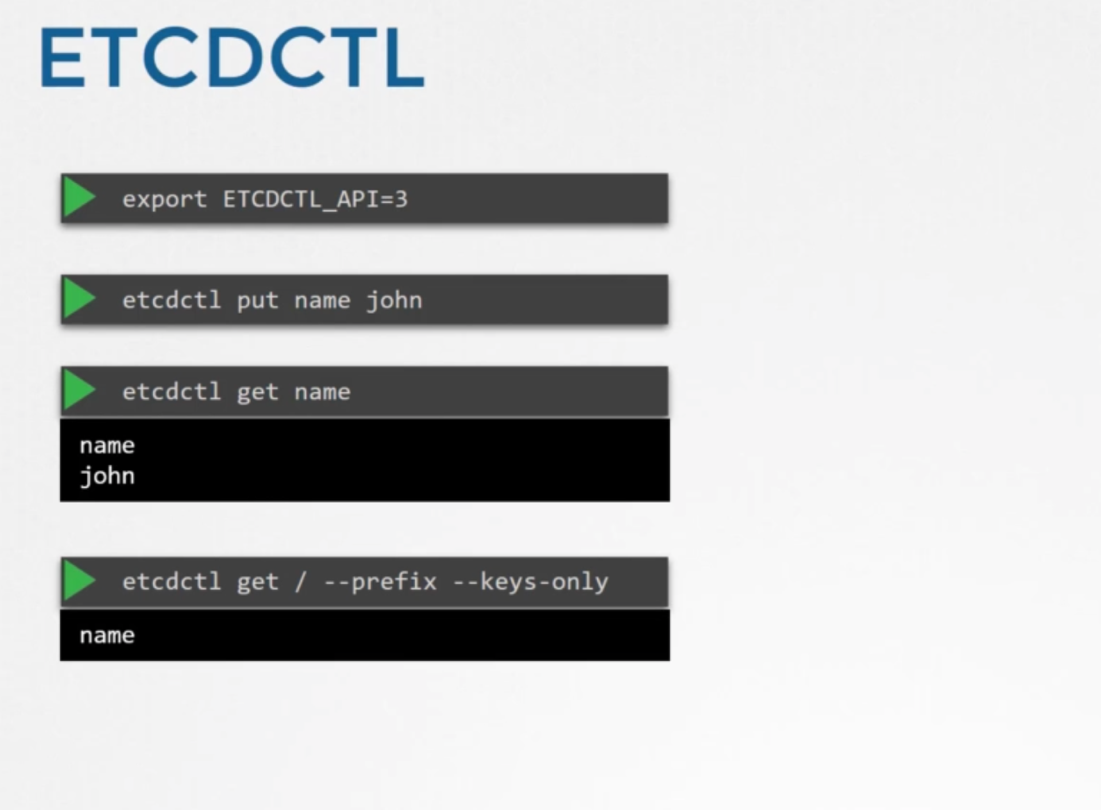 ETCDCTL
export ETCDCTL_API=3
etcdctl put name john
etcdctl get name
name
john
etcdctl get / --prefix --keys-only
name